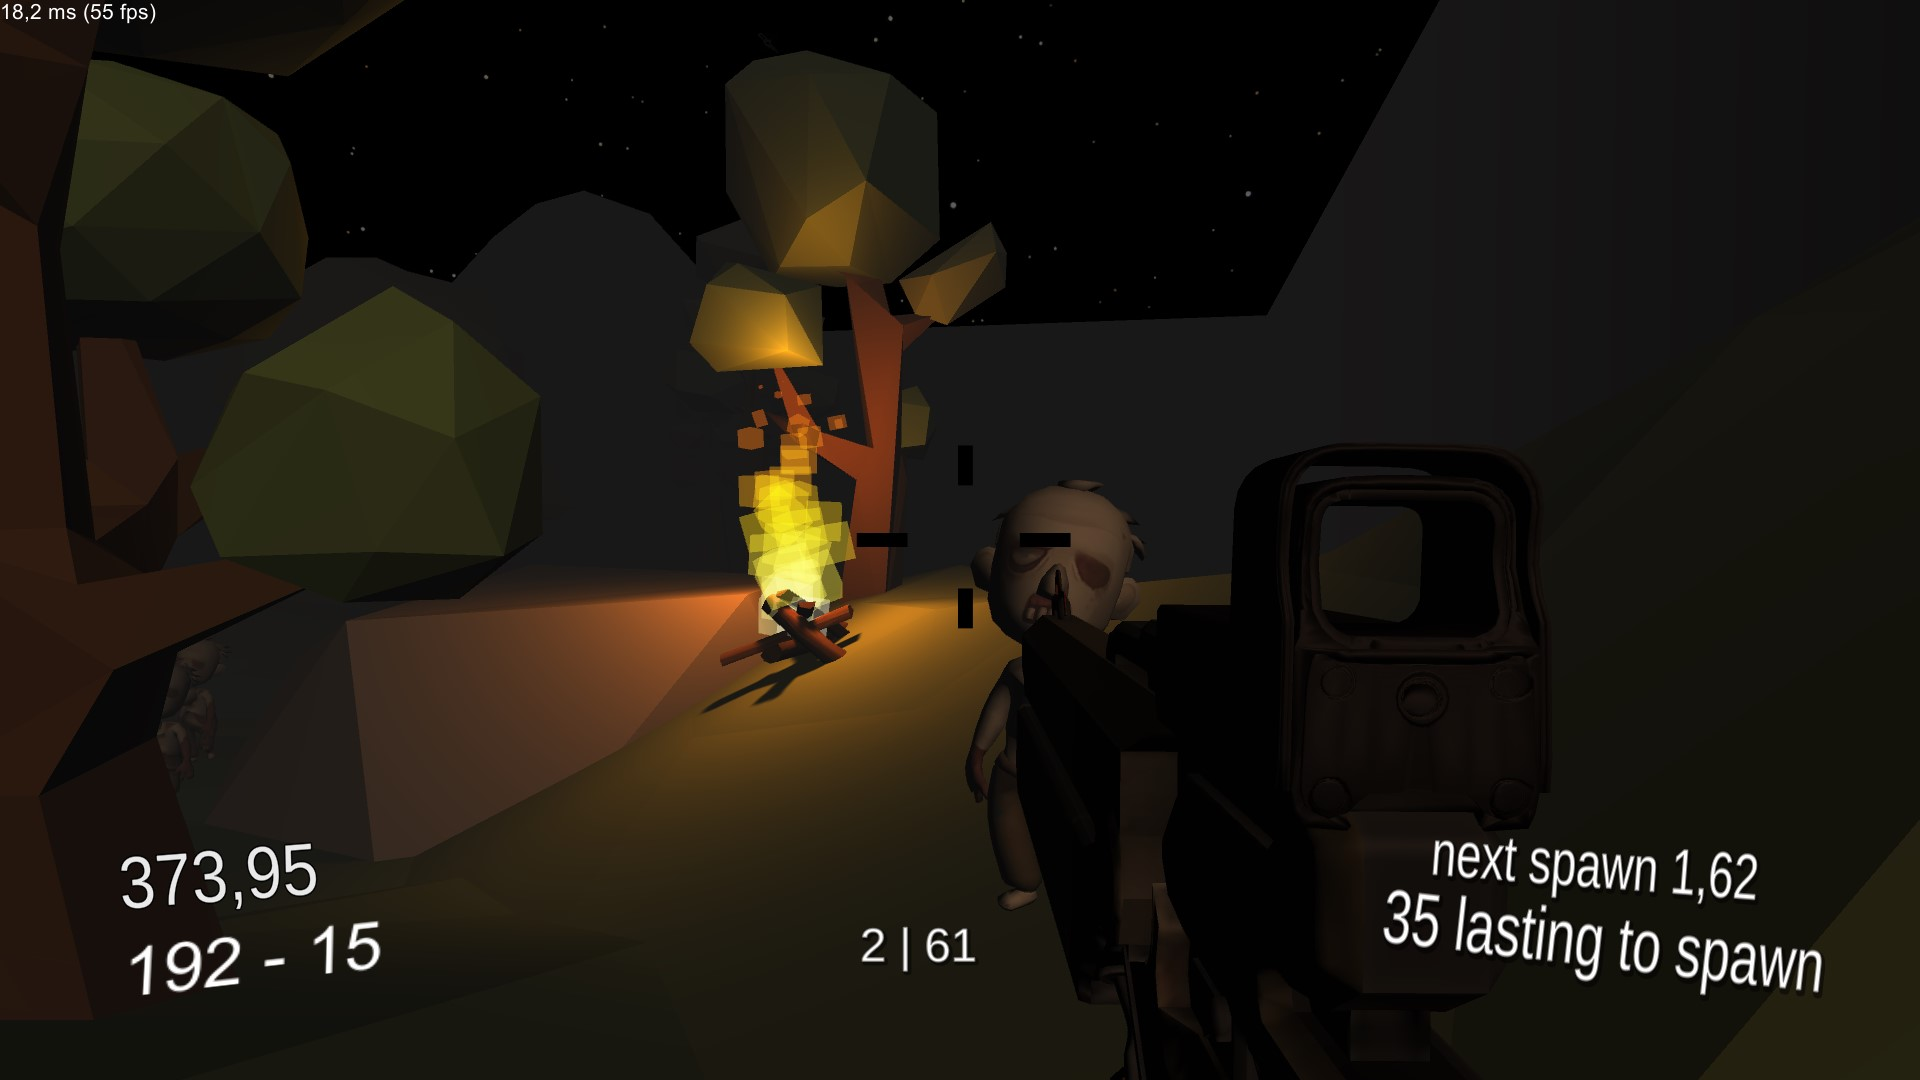 18,2 ms (55 fps)
373,95
192 - 15
2 | 61
next spawn 1,62
35 lasting to spawn